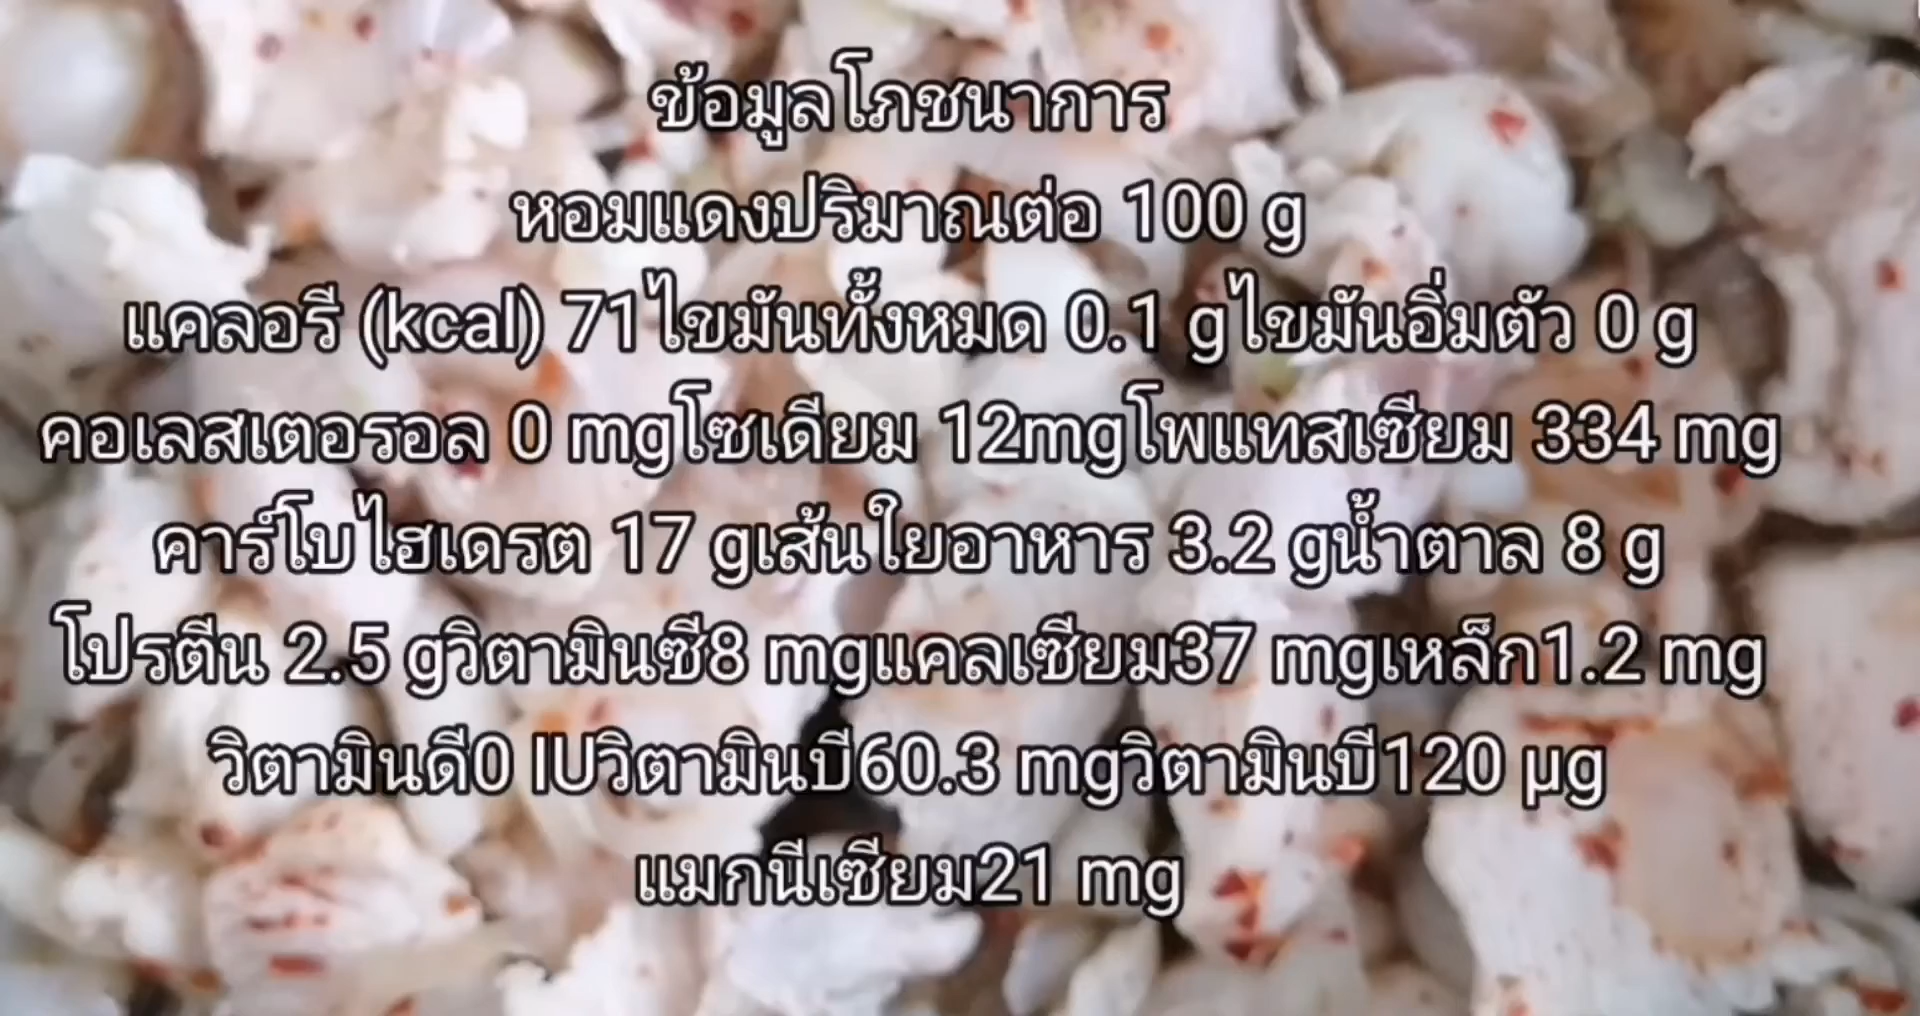 ข้อมูลโภชนาการ
หอมแดงปริมาณต่อ 100 g
แคลอรี (kcal) 71ไขมันทั้งหมด 0.1 gไขมันอิ่มตัว 0 g
คอเลสเตอรอล 0 mgโซเดียม 12mgโพแทสเซียม 334 mg
คาร์โบไฮเดรต 17 gเส้นใยอาหาร 3.2 gน้ำตาล 8 g
โปรตีน 2.5 gวิตามินซี8 mgแคลเซียม37 mgเหล็ก1.2 mg
วิตามินดี0 IUวิตามินบี60.3 mgวิตามินบี120 µg
แมกนีเซียม21 mg